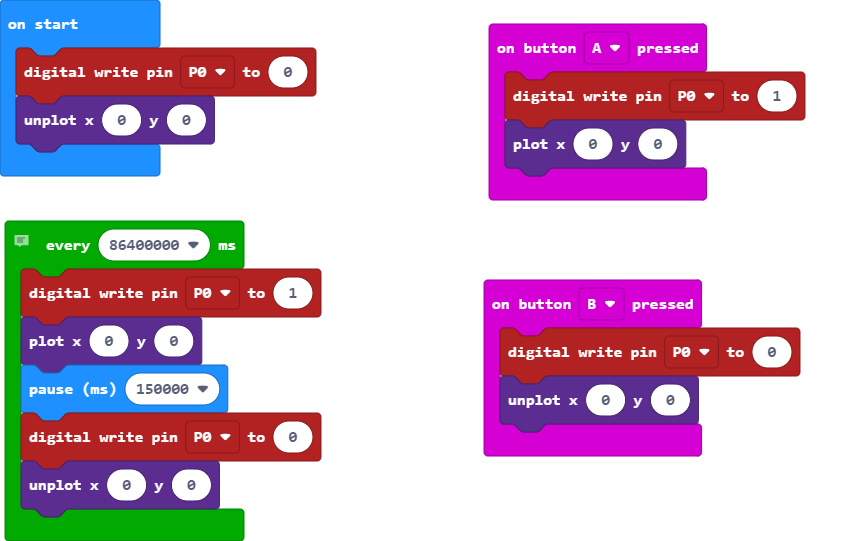 on start
digital write pin P0 to 0
unplot x 0 y 0
on button A pressed
digital write pin P0 to 1
plot x 0 y 0
every 86400000 ms
digital write pin P0 to 1
plot x 0 y 0
pause (ms) 150000
digital write pin P0 to 0
unplot x 0 y 0
on button B pressed
digital write pin P0 to 0
unplot x 0 y 0